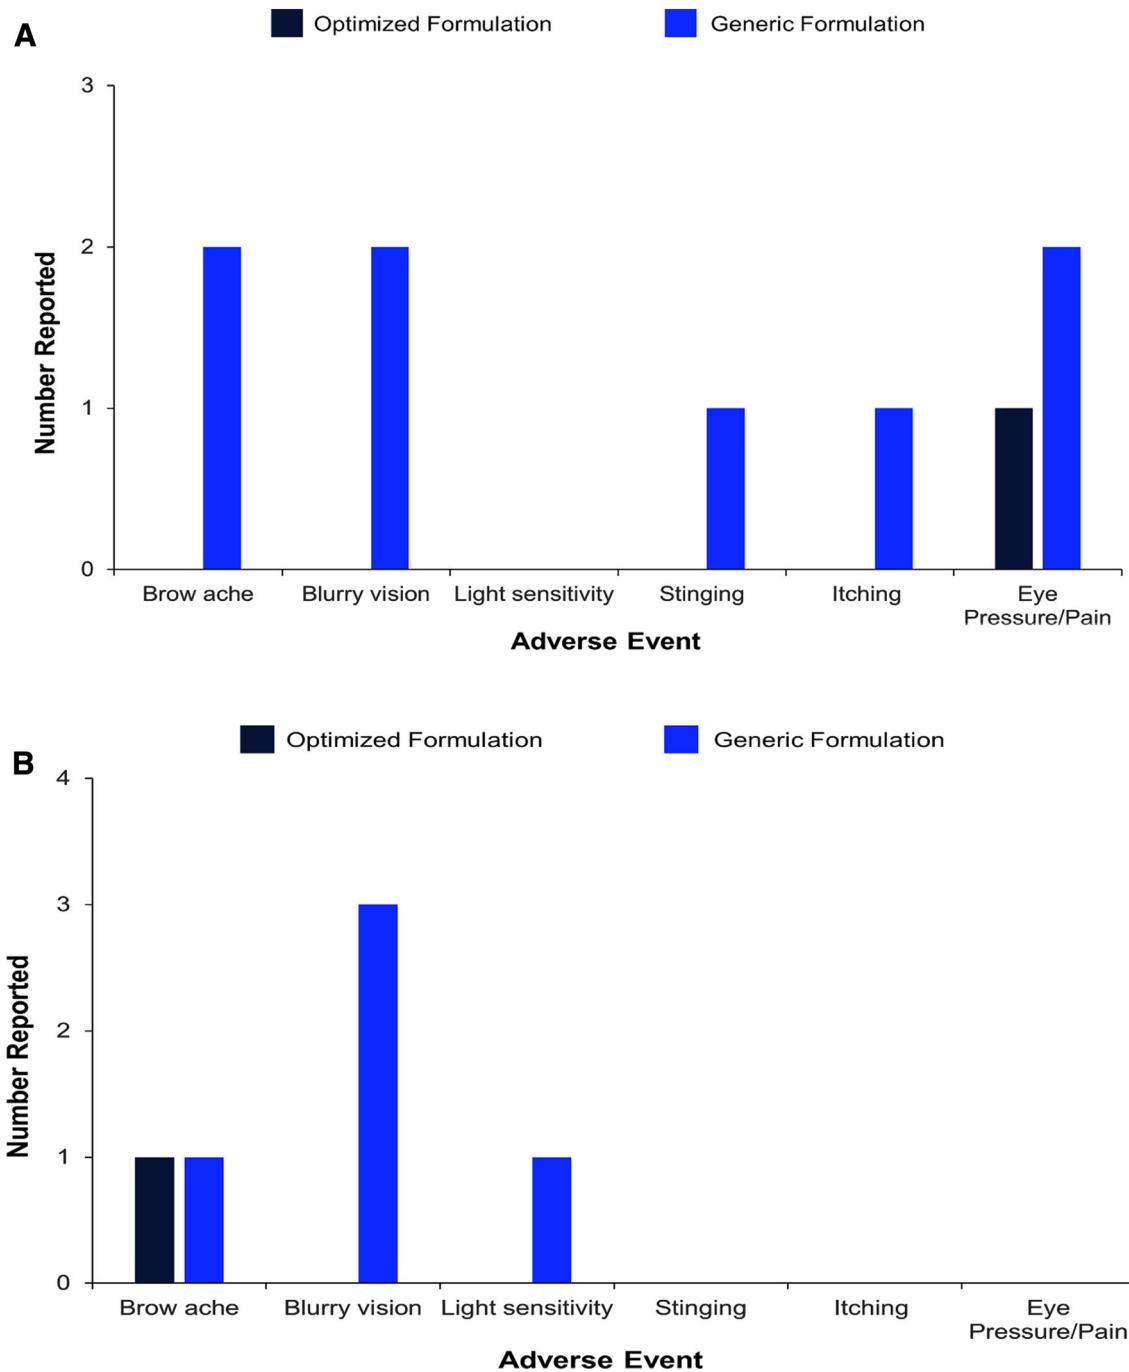 A
Optimized Formulation Generic Formulation
3
2
1
0
Number Reported
Brow ache Blurry vision Light sensitivity Stinging Itching Eye
Pressure/Pain
Adverse Event
Optimized Formulation Generic Formulation
B
4
3
2
1
0
Number Reported
Brow ache Blurry vision Light sensitivity Stinging Itching Eye
Pressure/Pain
Adverse Event